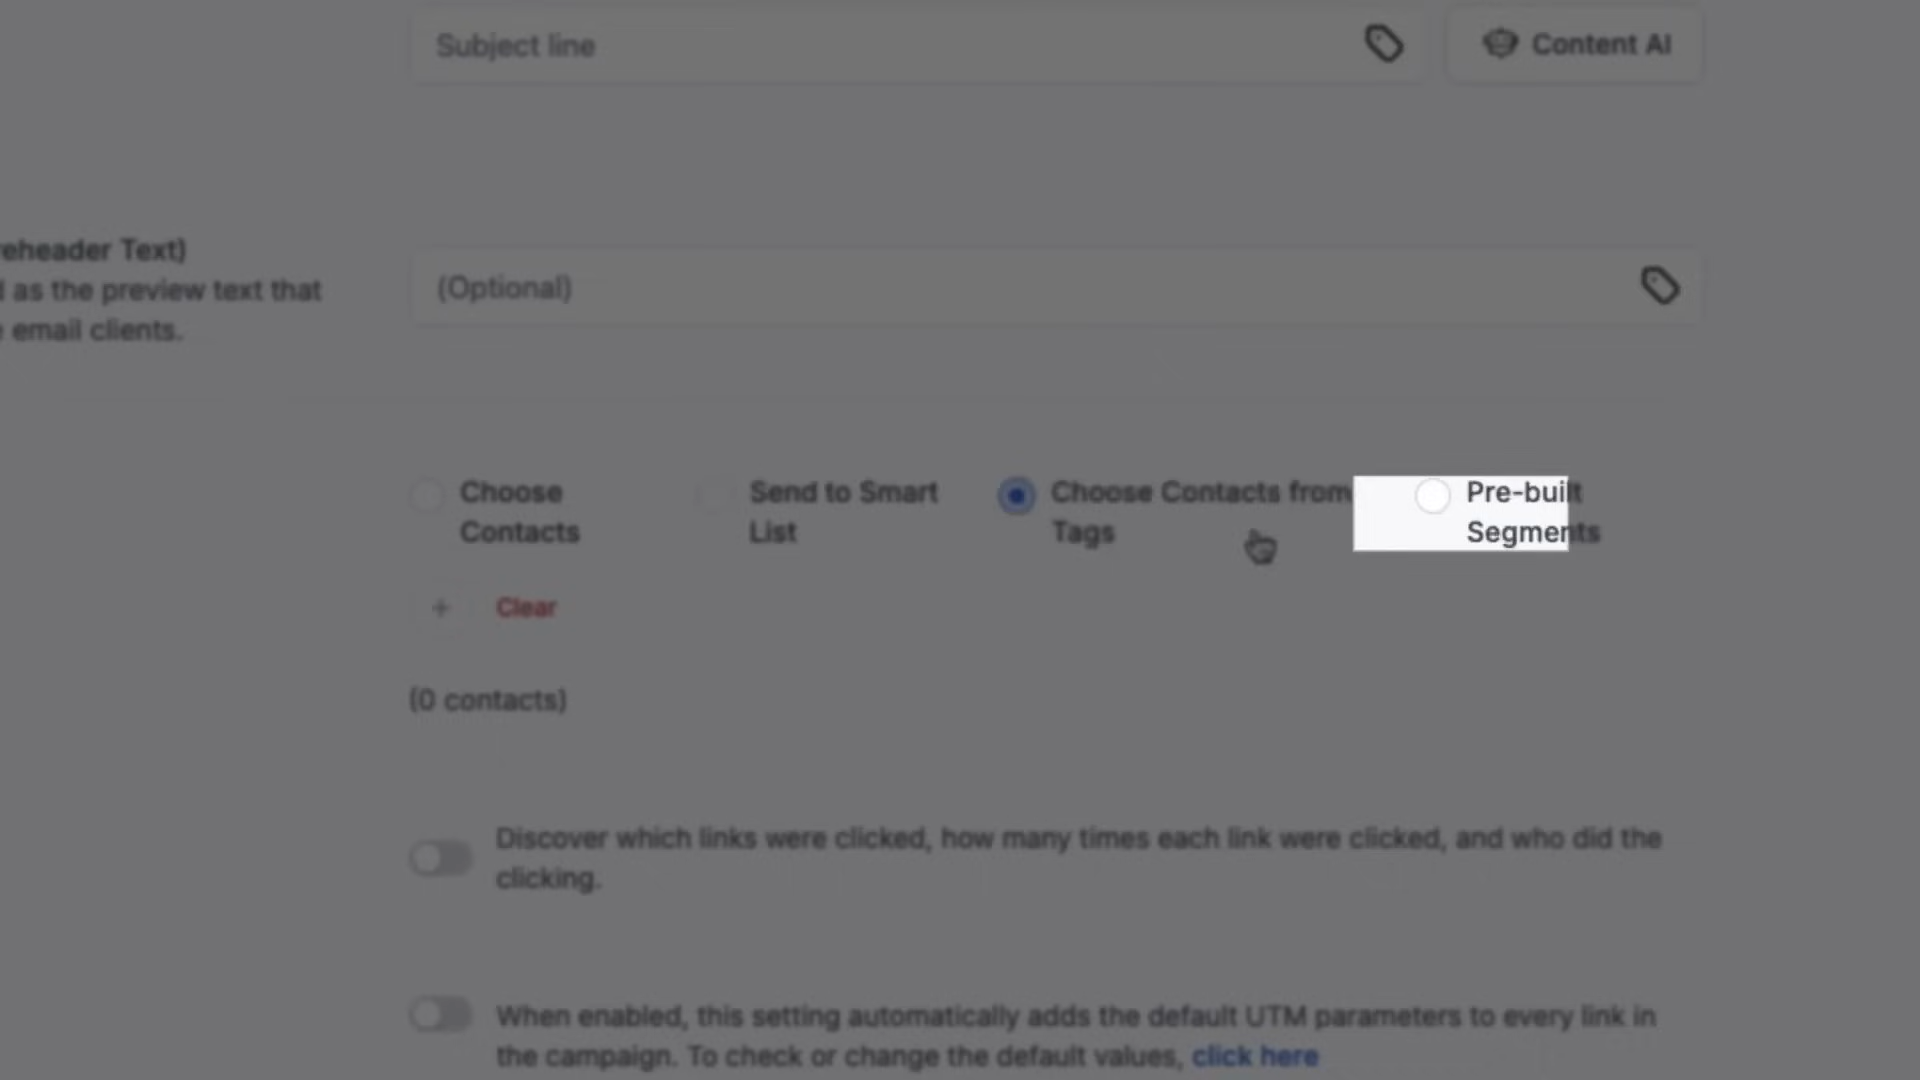 Subject line
Content AI
reheader Text)
as the preview text that
email clients.
(Optional)
Choose
Contacts
Send to Smart
List
Choose Contacts from
Tags
Pre-built
Segments
+ Clear
(0 contacts)
Discover which links were clicked, how many times each link were clicked, and who did the
clicking.
When enabled, this setting automatically adds the default UTM parameters to every link in
the campaign. To check or change the default values, click here